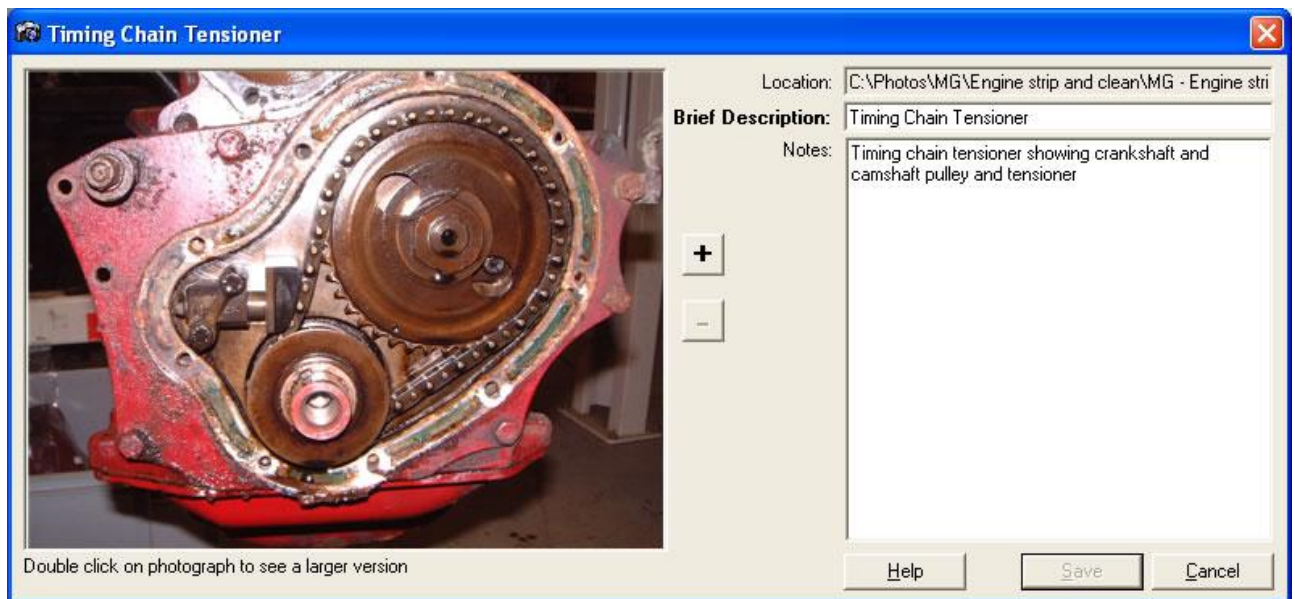 Timing Chain Tensioner
Location: C:\Photos\MG\Engine strip and clean\MG - Engine stri
Brief Description: Timing Chain Tensioner
Notes: Timing chain tensioner showing crankshaft and
camshaft pulley and tensioner
+
-
Double click on photograph to see a larger version
Help Save Cancel